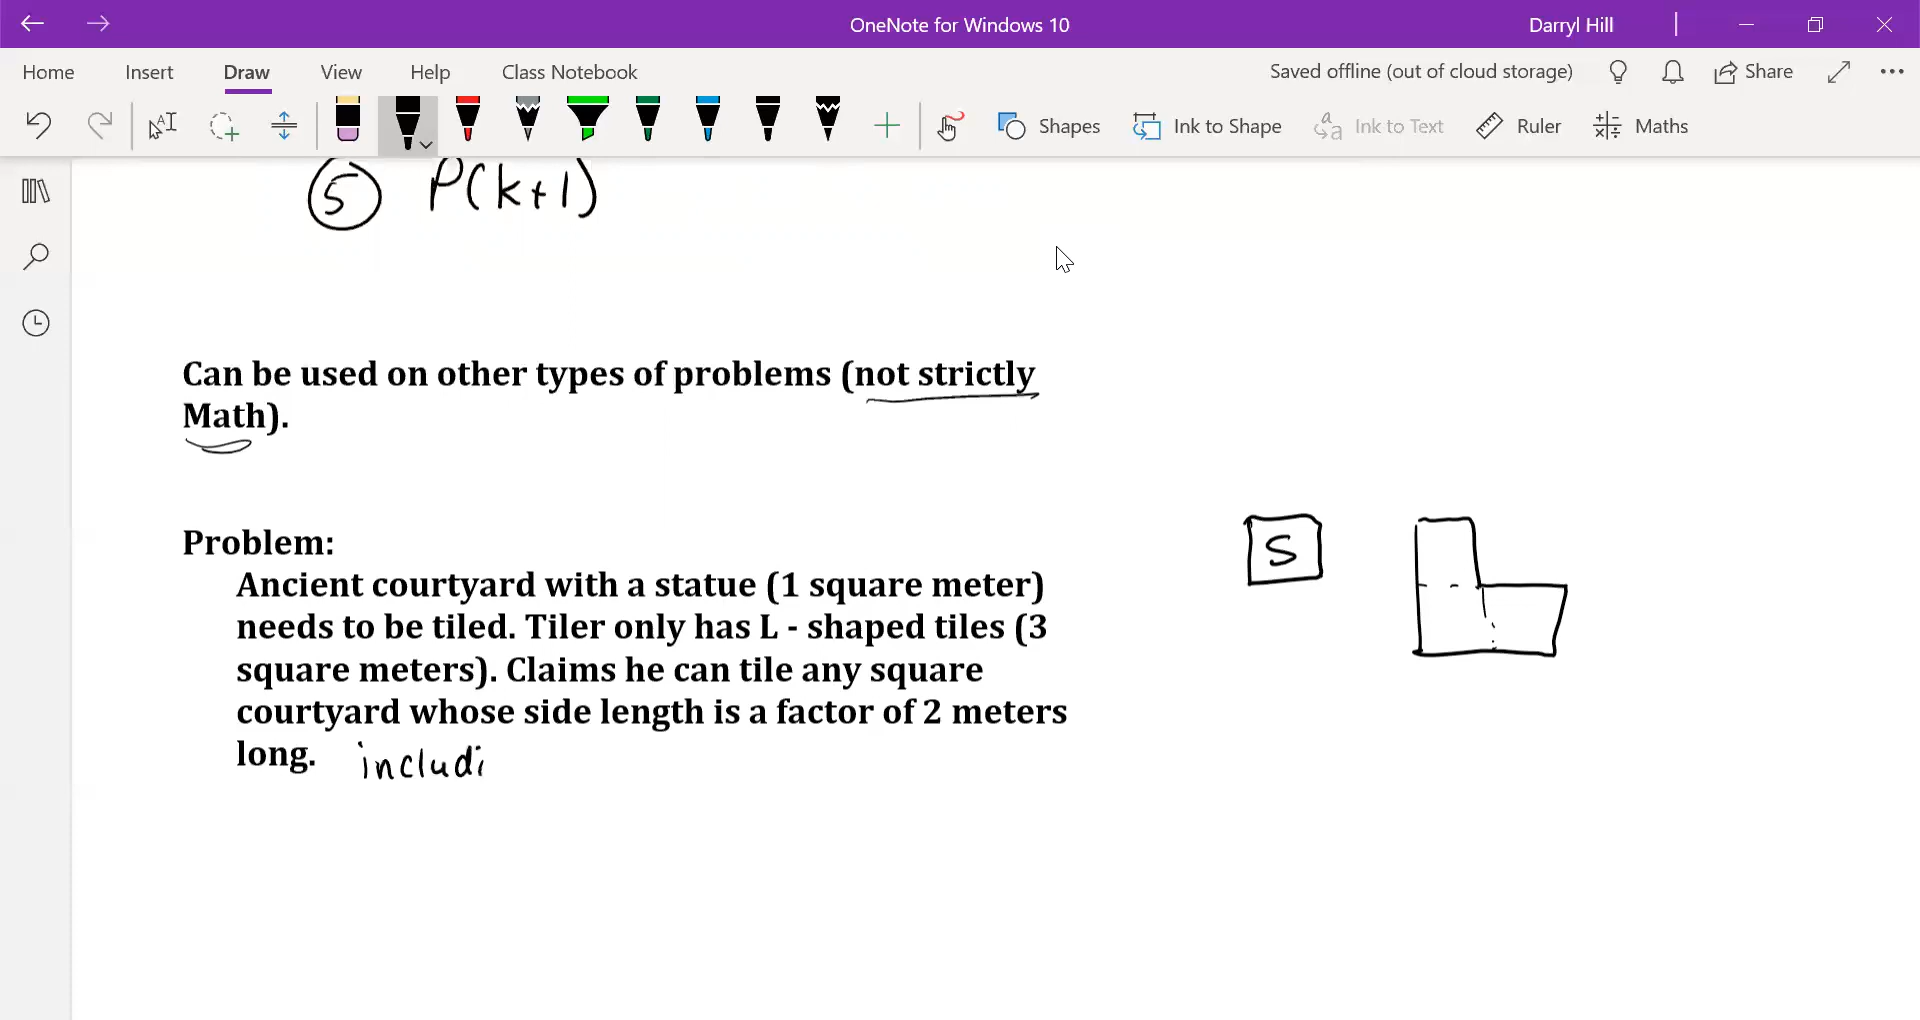 OneNote for Windows 10
Darryl Hill
Home Insert Draw View Help Class Notebook
Saved offline (out of cloud storage)
Share
Shapes
Ink to Shape
Ink to Text
Ruler
Maths
5 P(k+1)
Can be used on other types of problems (not strictly
Math).
Problem:
Ancient courtyard with a statue (1 square meter)
needs to be tiled. Tiler only has L - shaped tiles (3
square meters). Claims he can tile any square
courtyard whose side length is a factor of 2 meters
long. includi
S